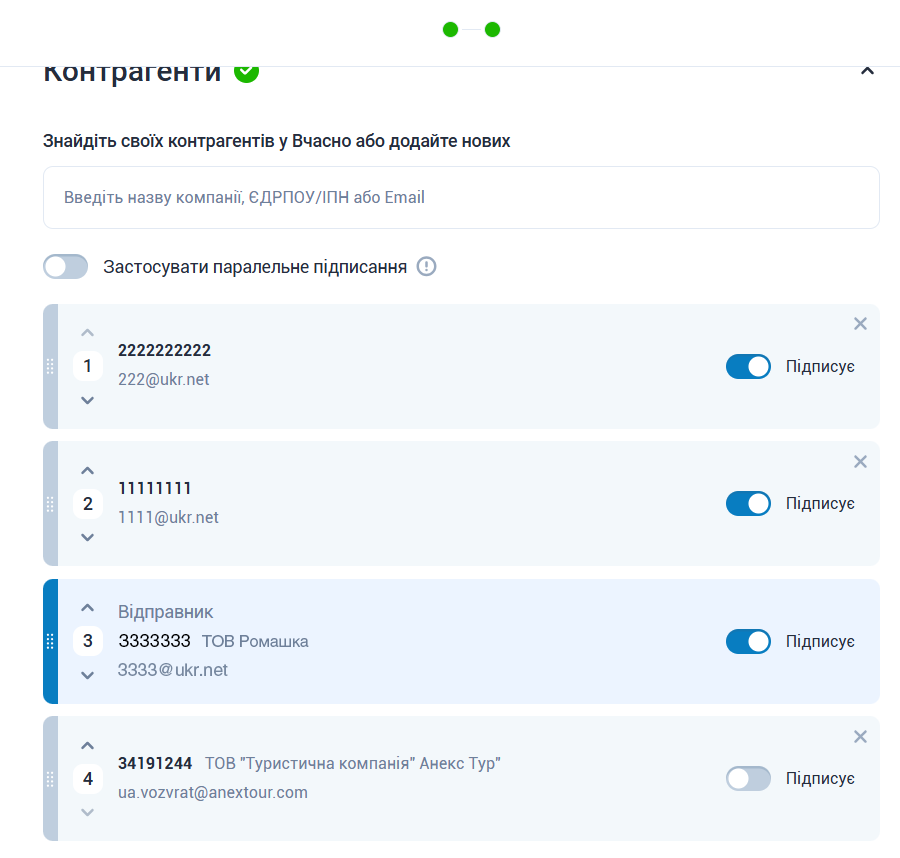 Контрагенти
Знайдіть своїх контрагентів у Вчасно або додайте нових
Введіть назву компанії, ЄДРПОУ/ІПН або Email
Застосувати паралельне підписання
1
2222222222
222@ukr.net
Підписує
2
11111111
1111@ukr.net
Підписує
Відправник
3
3333333 ТОВ Ромашка
3333@ukr.net
Підписує
4
34191244 ТОВ "Туристична компанія" Анекс Тур"
ua.vozvrat@anextour.com
Підписує